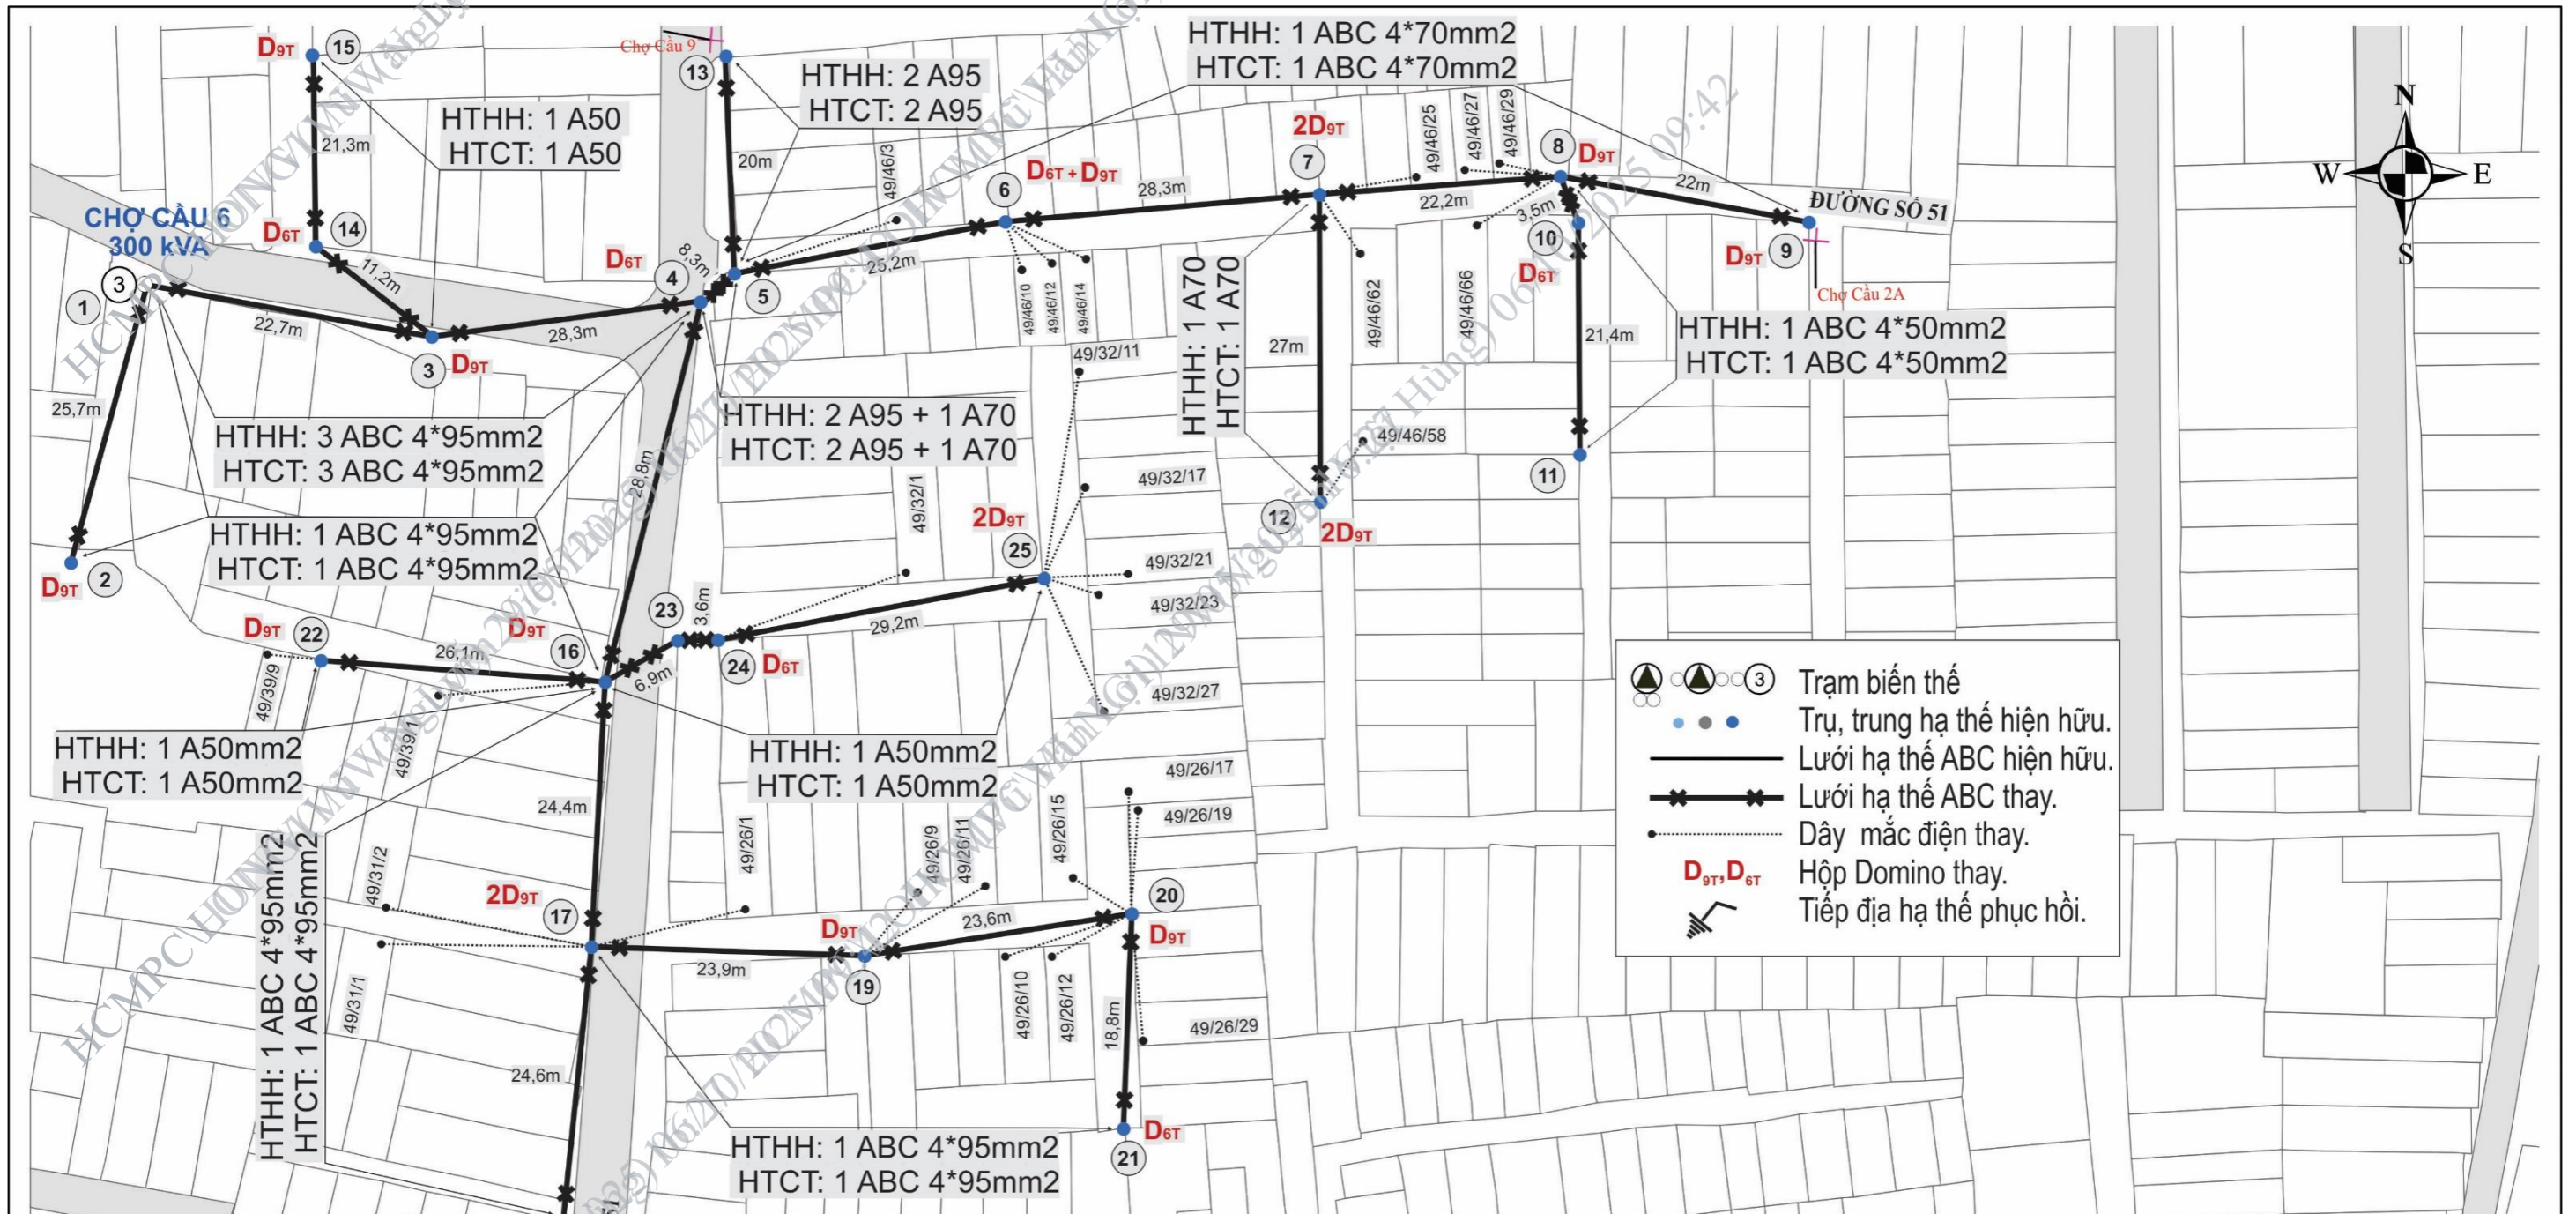 D9T
15
Chợ Cầu 9
13
HTHH: 2 A95
HTCT: 2 A95
HTHH: 1 ABC 4*70mm2
HTCT: 1 ABC 4*70mm2
HTHH: 1 A50
HTCT: 1 A50
21,3m
20m
49/46/3
6
D6T + D9T
28,3m
2D9T
7
49/46/25
49/46/27
49/46/29
8
D9T
22m
ĐƯỜNG SỐ 51
N
W
E
S
CHỢ CẦU 6
300 kVA
D6T
14
11,2m
D6T
4
8,3m
5
25,2m
22,2m
3,5m
10
D6T
D9T
9
Chợ Cầu 2A
1
3
22,7m
3
D9T
28,3m
49/46/10
49/46/12
49/46/14
49/46/62
49/46/66
21,4m
HTHH: 1 ABC 4*50mm2
HTCT: 1 ABC 4*50mm2
27m
HTHH: 1 A70
HTCT: 1 A70
49/32/11
25,7m
HTHH: 3 ABC 4*95mm2
HTCT: 3 ABC 4*95mm2
HTHH: 2 A95 + 1 A70
HTCT: 2 A95 + 1 A70
28,8m
49/46/58
49/32/17
11
12
2D9T
49/32/1
2D9T
25
HTHH: 1 ABC 4*95mm2
HTCT: 1 ABC 4*95mm2
D9T
2
49/32/21
49/32/23
49/32/27
23
3,6m
29,2m
24
D6T
6,9m
D9T
22
26,1m
D9T
16
49/39/9
49/39/1
HTHH: 1 A50mm2
HTCT: 1 A50mm2
HTHH: 1 A50mm2
HTCT: 1 A50mm2
3
Trạm biến thế
Trụ, trung hạ thế hiện hữu.
Lưới hạ thế ABC hiện hữu.
Lưới hạ thế ABC thay.
Dây mắc điện thay.
D9T,D6T
Hộp Domino thay.
Tiếp địa hạ thế phục hồi.
24,4m
49/26/17
49/26/19
49/26/1
49/26/9
49/26/11
49/26/15
49/31/2
2D9T
17
D9T
23,6m
20
D9T
23,9m
19
49/31/1
49/26/10
49/26/12
18,8m
49/26/29
HTHH: 1 ABC 4*95mm2
HTCT: 1 ABC 4*95mm2
24,6m
HTHH: 1 ABC 4*95mm2
HTCT: 1 ABC 4*95mm2
D6T
21